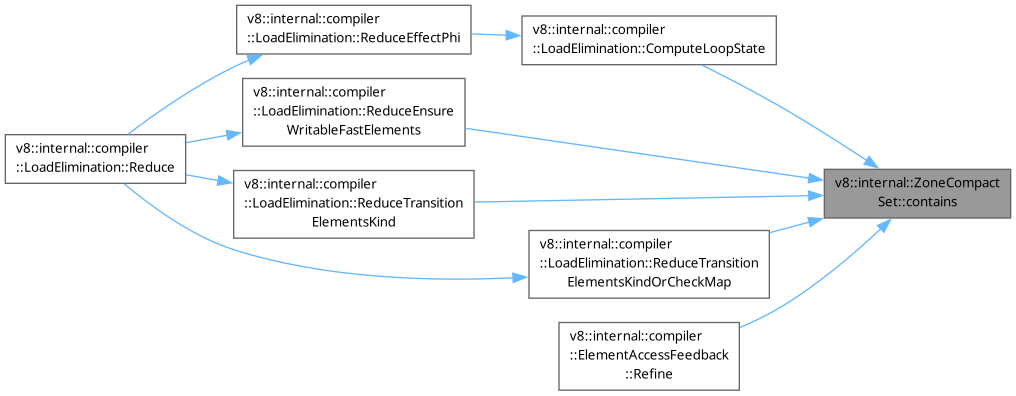 v8::internal::compiler
::LoadElimination::ReduceEffectPhi
v8::internal::compiler
::LoadElimination::ComputeLoopState
v8::internal::compiler
::LoadElimination::ReduceEnsure
WritableFastElements
v8::internal::compiler
::LoadElimination::Reduce
v8::internal::compiler
::LoadElimination::ReduceTransition
ElementsKind
v8::internal::ZoneCompact
Set::contains
v8::internal::compiler
::LoadElimination::ReduceTransition
ElementsKindOrCheckMap
v8::internal::compiler
::ElementAccessFeedback
::Refine